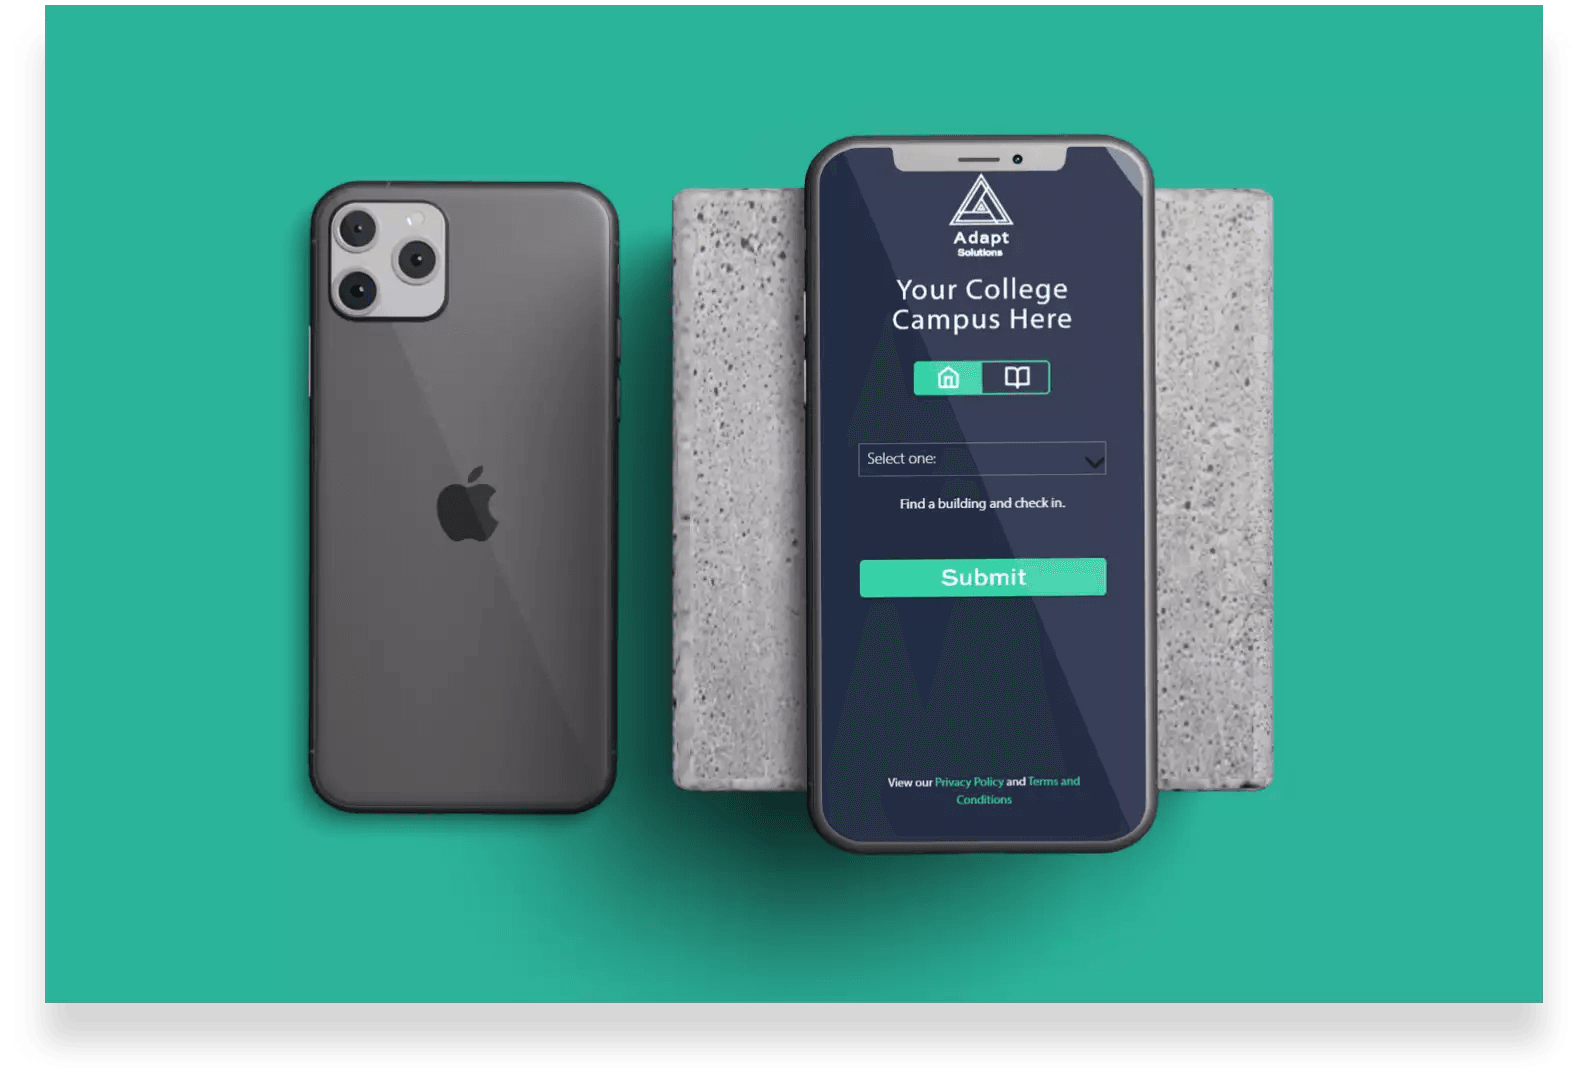 Adapt
Solutions
Your College
Campus Here
Select one:
Find a building and check in.
Submit
View our Privacy Policy and Terms and
Conditions